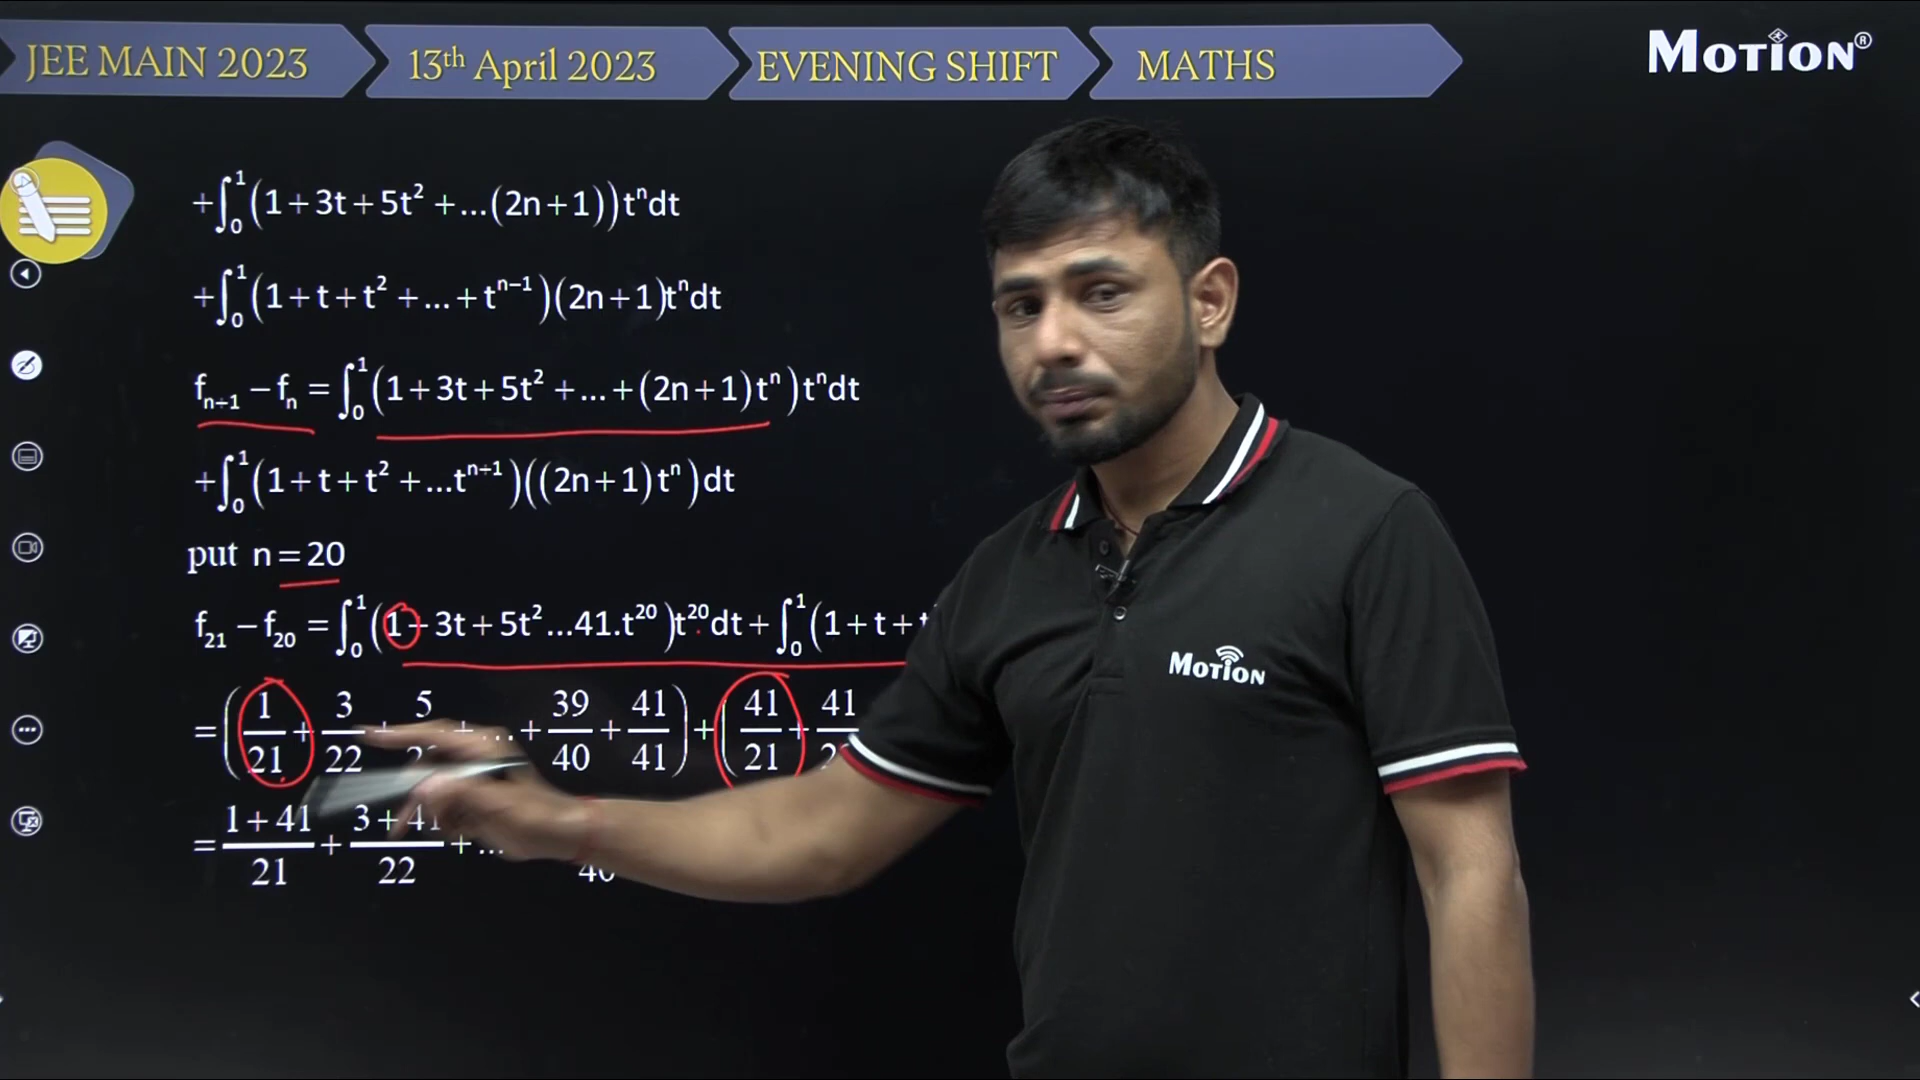 JEE MAIN 2023 13th April 2023 EVENING SHIFT MATHS MOTION®
+∫₀¹(1+3t+5t²+...(2n+1))tⁿdt
+∫₀¹(1+t+t²+...+tⁿ⁻¹)(2n+1)tⁿdt
fₙ₊₁−fₙ=∫₀¹(1+3t+5t²+...+(2n+1)tⁿ)tⁿdt
+∫₀¹(1+t+t²+...tⁿ⁺¹)((2n+1)tⁿ)dt
put n=20
f₂₁−f₂₀=∫₀¹(1+3t+5t²...41.t²⁰)t²⁰dt+∫₀¹(1+t+
=(1/21+3/22+5/2 +...+39/40+41/41)+(41/21+41/2
=1+41/21+3+41/22+... 40
MOTION